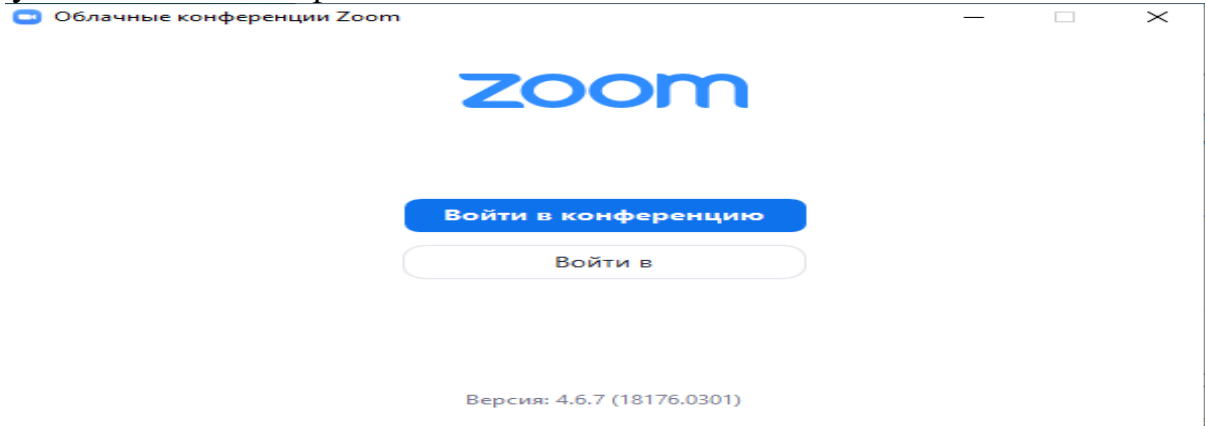 Облачные конференции Zoom
zoom
Войти в конференцию
Войти в
Версия: 4.6.7 (18176.0301)